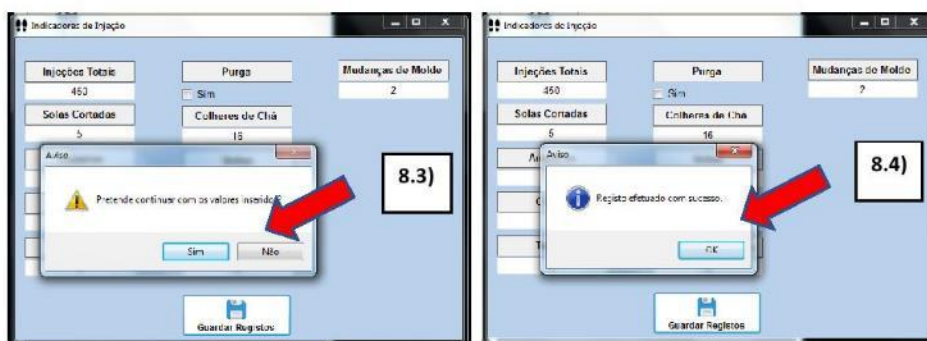 Indicadores de Injeção
Injeções Totais
Purga
Mudanças de Molde
450
Sim
2
Solas Cortadas
Colheres de Chá
5
16
Aviso
Pretende continuar com os valores inseridos?
Sim
Não
8.3)
Guardar Registos
Indicadores de Injeção
Injeções Totais
Purga
Mudanças de Molde
450
Sim
2
Solas Cortadas
Colheres de Chá
5
16
Aviso
Registo efetuado com sucesso.
OK
8.4)
Guardar Registos